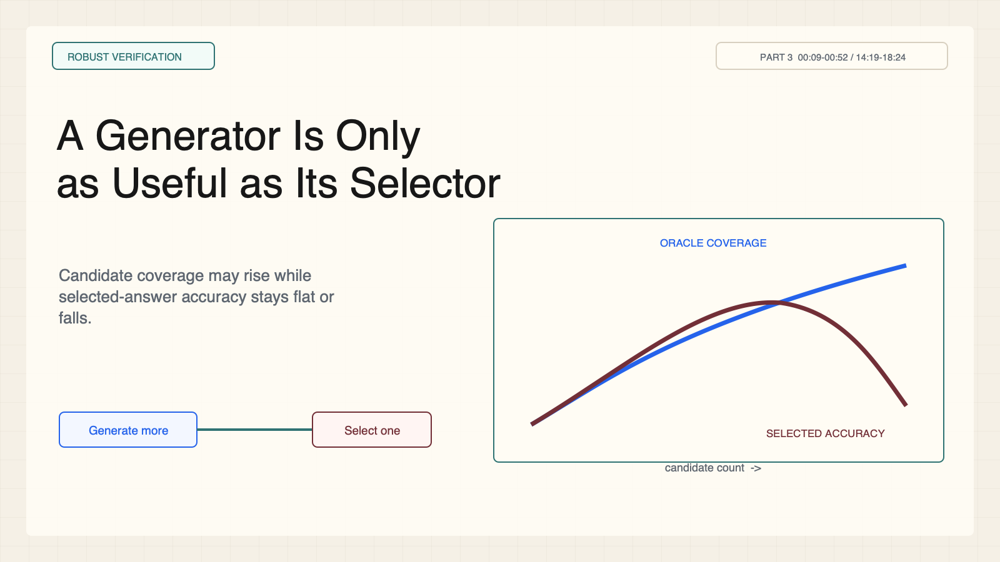 ROBUST VERIFICATION
PART 3  00:09-00:52 / 14:19-18:24
A Generator Is Only
as Useful as Its Selector
Candidate coverage may rise while
selected-answer accuracy stays flat or
falls.
Generate more
Select one
ORACLE COVERAGE
SELECTED ACCURACY
candidate count  ->